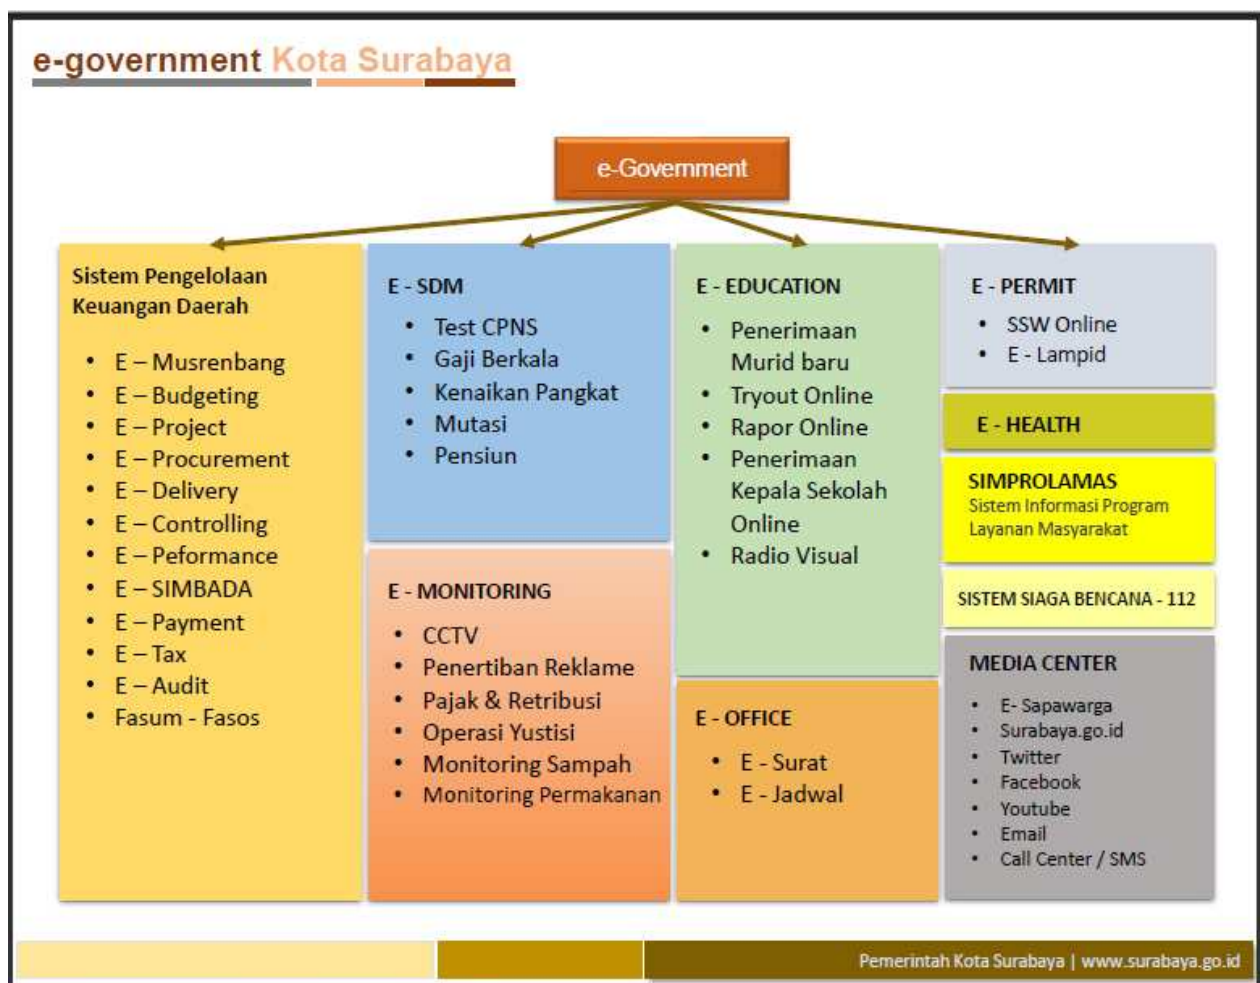 e-government Kota Surabaya
e-Government
Sistem Pengelolaan
Keuangan Daerah
• E – Musrenbang
• E – Budgeting
• E – Project
• E – Procurement
• E – Delivery
• E – Controlling
• E – Peformance
• E – SIMBADA
• E – Payment
• E – Tax
• E – Audit
• Fasum - Fasos
E - SDM
• Test CPNS
• Gaji Berkala
• Kenaikan Pangkat
• Mutasi
• Pensiun
E - MONITORING
• CCTV
• Penertiban Reklame
• Pajak & Retribusi
• Operasi Yustisi
• Monitoring Sampah
• Monitoring Permakanan
E - EDUCATION
• Penerimaan
Murid baru
• Tryout Online
• Rapor Online
• Penerimaan
Kepala Sekolah
Online
• Radio Visual
E - OFFICE
• E - Surat
• E - Jadwal
E - PERMIT
• SSW Online
• E - Lampid
E - HEALTH
SIMPROLAMAS
Sistem Informasi Program
Layanan Masyarakat
SISTEM SIAGA BENCANA - 112
MEDIA CENTER
• E- Sapawarga
• Surabaya.go.id
• Twitter
• Facebook
• Youtube
• Email
• Call Center / SMS
Pemerintah Kota Surabaya | www.surabaya.go.id